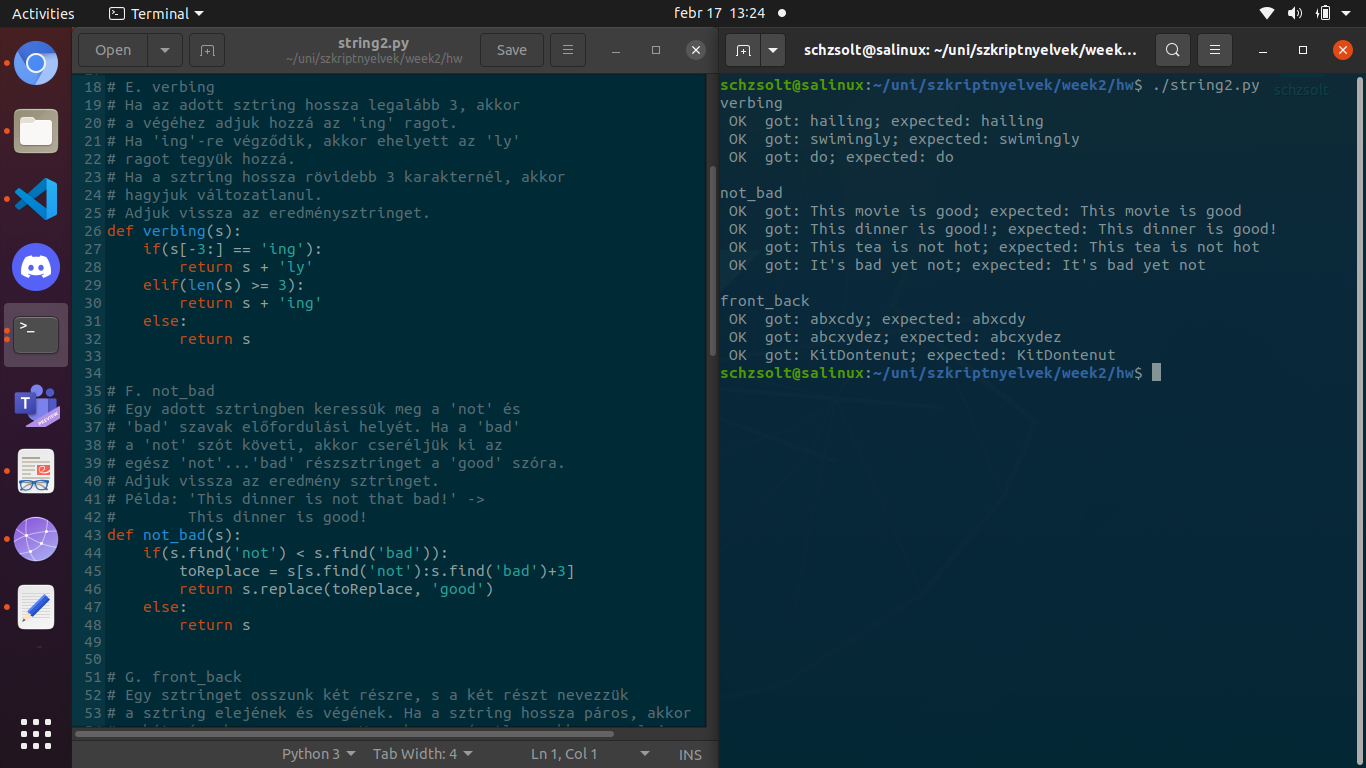 Activities
Terminal
febr 17 13:24
Open
string2.py
~/uni/szkriptnyelvek/week2/hw
Save
18 # E. verbing
19 # Ha az adott sztring hossza legalább 3, akkor
20 # a végéhez adjuk hozzá az 'ing' ragot.
21 # Ha 'ing'-re végződik, akkor ehelyett az 'ly'
22 # ragot tegyük hozzá.
23 # Ha a sztring hossza rövidebb 3 karakternél, akkor
24 # hagyjuk változatlanul.
25 # Adjuk vissza az eredménysztringet.
26 def verbing(s):
27     if(s[-3:] == 'ing'):
28         return s + 'ly'
29     elif(len(s) >= 3):
30         return s + 'ing'
31     else:
32         return s
33
34
35 # F. not_bad
36 # Egy adott sztringben keressük meg a 'not' és
37 # 'bad' szavak előfordulási helyét. Ha a 'bad'
38 # a 'not' szót követi, akkor cseréljük ki az
39 # egész 'not'...'bad' részsztringet a 'good' szóra.
40 # Adjuk vissza az eredmény sztringet.
41 # Példa: 'This dinner is not that bad!' ->
42 #        This dinner is good!
43 def not_bad(s):
44     if(s.find('not') < s.find('bad')):
45         toReplace = s[s.find('not'):s.find('bad')+3]
46         return s.replace(toReplace, 'good')
47     else:
48         return s
49
50
51 # G. front_back
52 # Egy sztringet osszunk két részre, s a két részt nevezzük
53 # a sztring elejének és végének. Ha a sztring hossza páros, akkor
Python 3
Tab Width: 4
Ln 1, Col 1
INS
schzsolt@salinux: ~/uni/szkriptnyelvek/week...
schzsolt@salinux:~/uni/szkriptnyelvek/week2/hw$ ./string2.py
schzsolt
verbing
 OK  got: hailing; expected: hailing
 OK  got: swimingly; expected: swimingly
 OK  got: do; expected: do

not_bad
 OK  got: This movie is good; expected: This movie is good
 OK  got: This dinner is good!; expected: This dinner is good!
 OK  got: This tea is not hot; expected: This tea is not hot
 OK  got: It's bad yet not; expected: It's bad yet not

front_back
 OK  got: abxcdy; expected: abxcdy
 OK  got: abcxydez; expected: abcxydez
 OK  got: KitDontenut; expected: KitDontenut
schzsolt@salinux:~/uni/szkriptnyelvek/week2/hw$
T
PREVIEW
>_